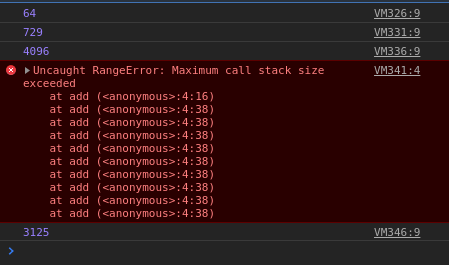 64 VM326:9
729 VM331:9
4096 VM336:9
Uncaught RangeError: Maximum call stack size VM341:4
exceeded
at add (<anonymous>:4:16)
at add (<anonymous>:4:38)
at add (<anonymous>:4:38)
at add (<anonymous>:4:38)
at add (<anonymous>:4:38)
at add (<anonymous>:4:38)
at add (<anonymous>:4:38)
at add (<anonymous>:4:38)
at add (<anonymous>:4:38)
at add (<anonymous>:4:38)
3125 VM346:9